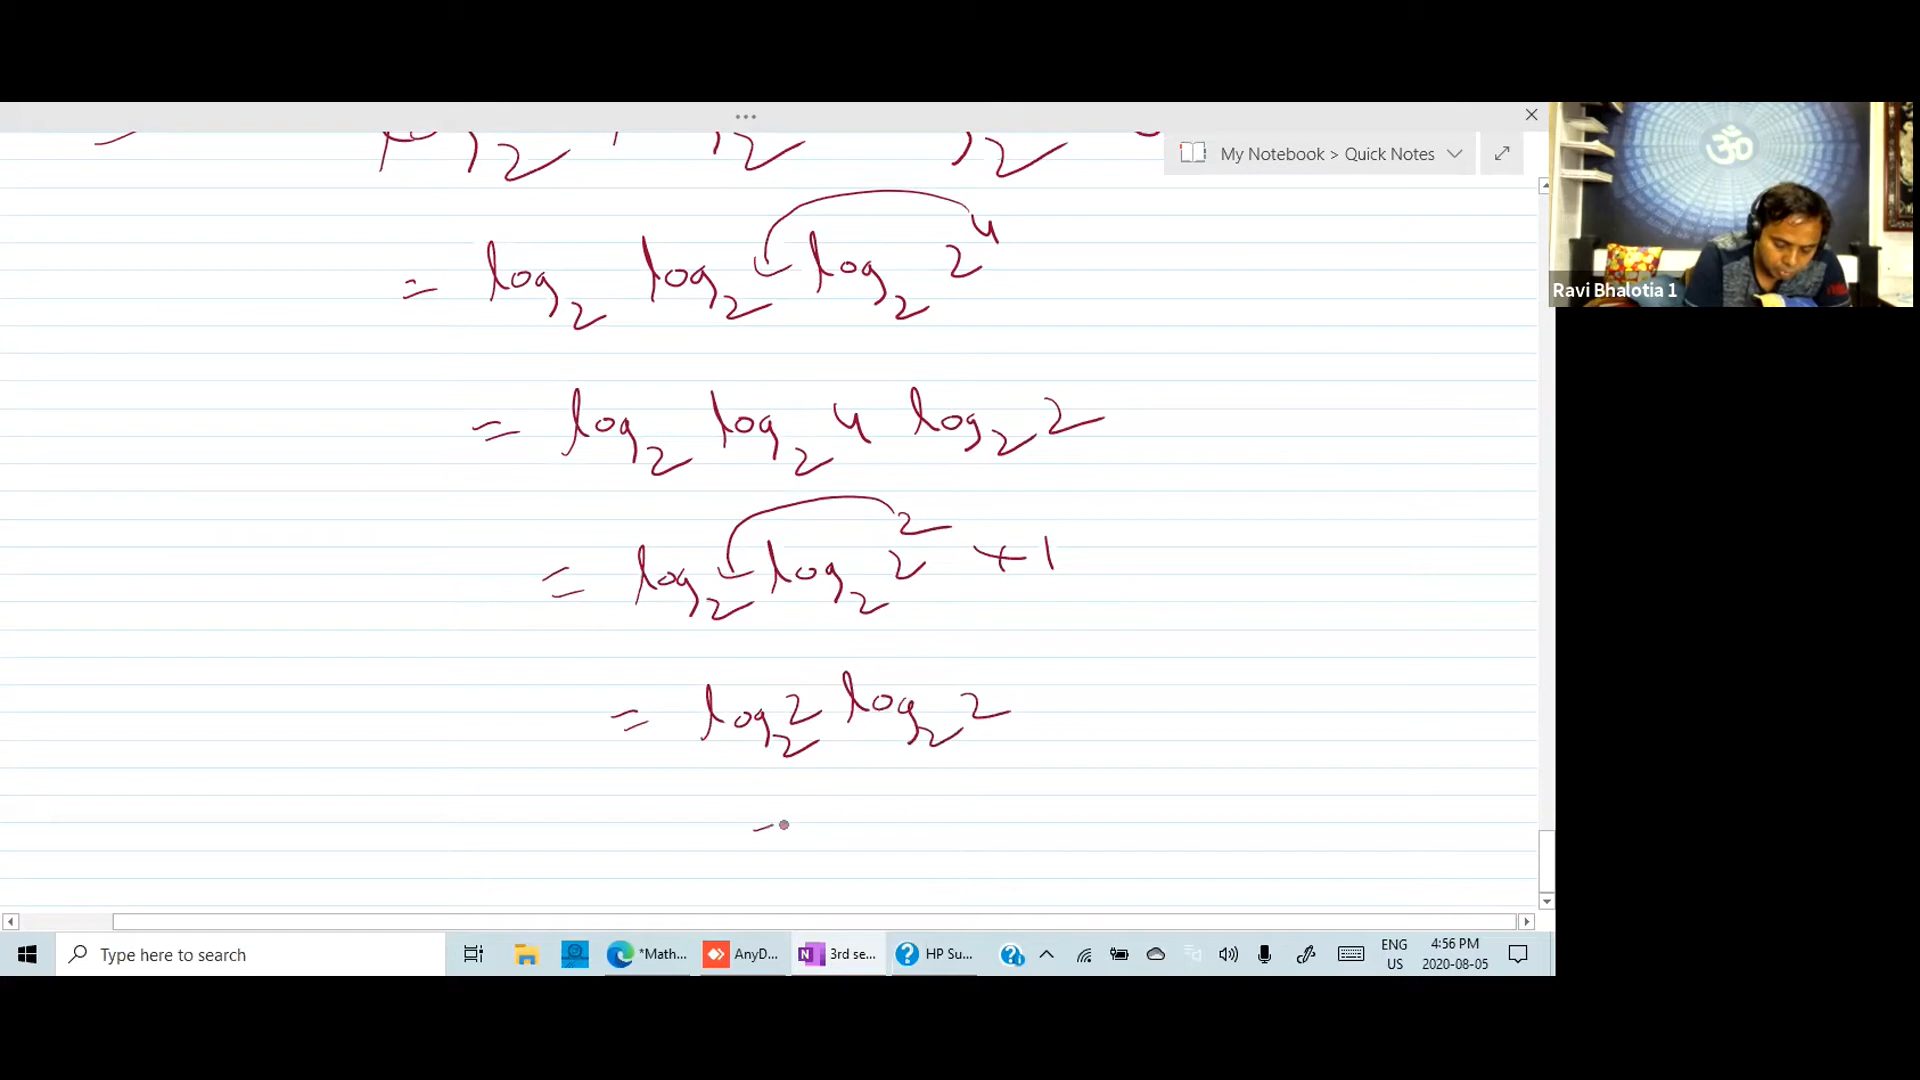 My Notebook > Quick Notes
= log₂ log₂ log₂ 2⁴
Ravi Bhalotia 1
= log₂ log₂ 4 log₂ 2
= log₂ log₂ 2² + 1
= log₂ 2 log₂ 2
Type here to search
*Math...
AnyD...
3rd se...
HP Su...
ENG
US
4:56 PM
2020-08-05